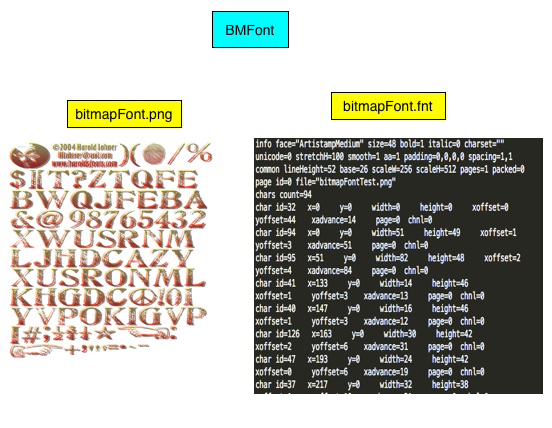 BMFont
bitmapFont.png
bitmapFont.fnt
©2004 Harold Lohner
HLohner@aol.com
www.haroldsfonts.com
)(/%
$][T?ZTQFE
BWQJFEBA
&@98765432
XWUSRNM
LJHDCAZY
XUSRONML
KHGDC☮!01
YVPOKIGVP
info face="ArtistampMedium" size=48 bold=1 italic=0 charset=""
unicode=0 stretchH=100 smooth=1 aa=1 padding=0,0,0,0 spacing=1,1
common lineHeight=52 base=26 scaleW=256 scaleH=512 pages=1 packed=0
page id=0 file="bitmapFontTest.png"
chars count=94
char id=32 x=0 y=0 width=0 height=0 xoffset=0
yoffset=44 xadvance=14 page=0 chnl=0
char id=94 x=0 y=0 width=51 height=49 xoffset=1
yoffset=3 xadvance=51 page=0 chnl=0
char id=95 x=51 y=0 width=82 height=48 xoffset=2
yoffset=4 xadvance=84 page=0 chnl=0
char id=41 x=133 y=0 width=14 height=46
xoffset=1 yoffset=3 xadvance=13 page=0 chnl=0
char id=40 x=147 y=0 width=16 height=46
xoffset=1 yoffset=3 xadvance=12 page=0 chnl=0
char id=126 x=163 y=0 width=30 height=42
xoffset=2 yoffset=6 xadvance=31 page=0 chnl=0
char id=47 x=193 y=0 width=24 height=42
xoffset=0 yoffset=6 xadvance=19 page=0 chnl=0
char id=37 x=217 y=0 width=32 height=38